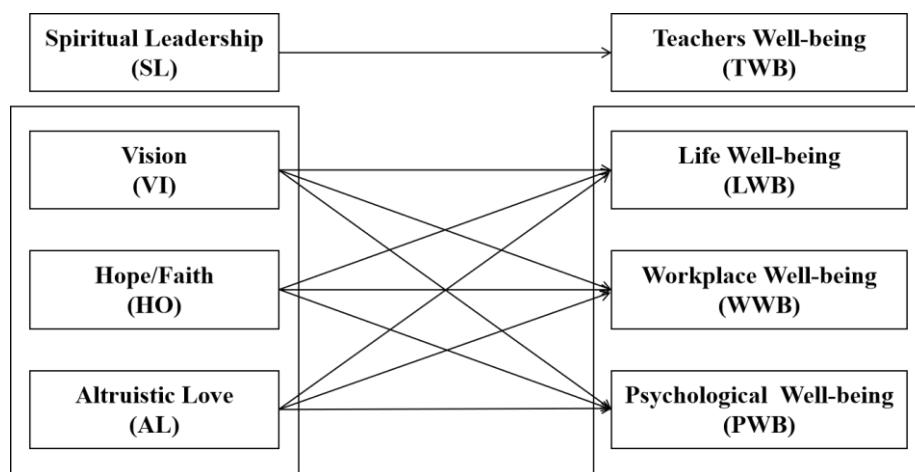 Spiritual Leadership
(SL)
Teachers Well-being
(TWB)
Vision
(VI)
Life Well-being
(LWB)
Hope/Faith
(HO)
Workplace Well-being
(WWB)
Altruistic Love
(AL)
Psychological Well-being
(PWB)